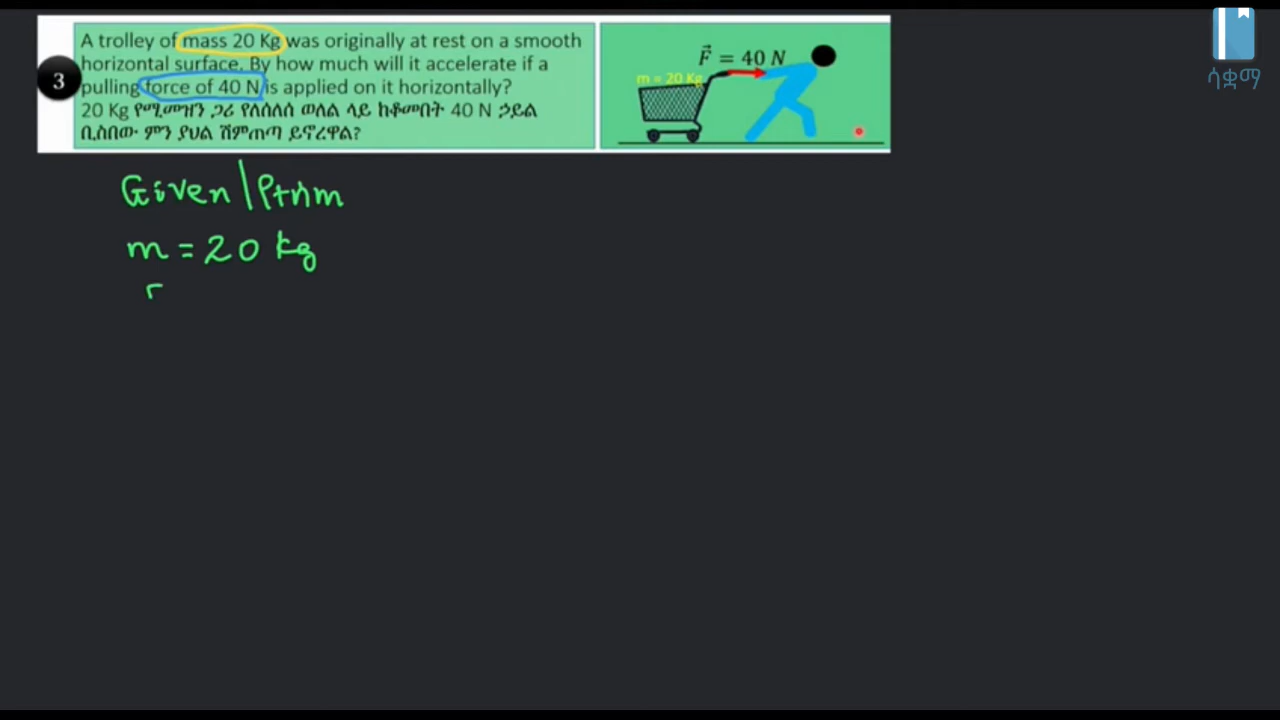 3
A trolley of mass 20 Kg was originally at rest on a smooth
horizontal surface. By how much will it accelerate if a
pulling force of 40 N is applied on it horizontally?
20 Kg የሚመዝን ጋሪ የለሰለሰ ወለል ላይ ከቆመበት 40 N ኃይል
ቢስበው ምን ያህል ሽምጠጣ ይኖረዋል?
F⃗ = 40 N
m = 20 Kg
ሰቋማ
Given | የተሰጠ
m = 20 kg